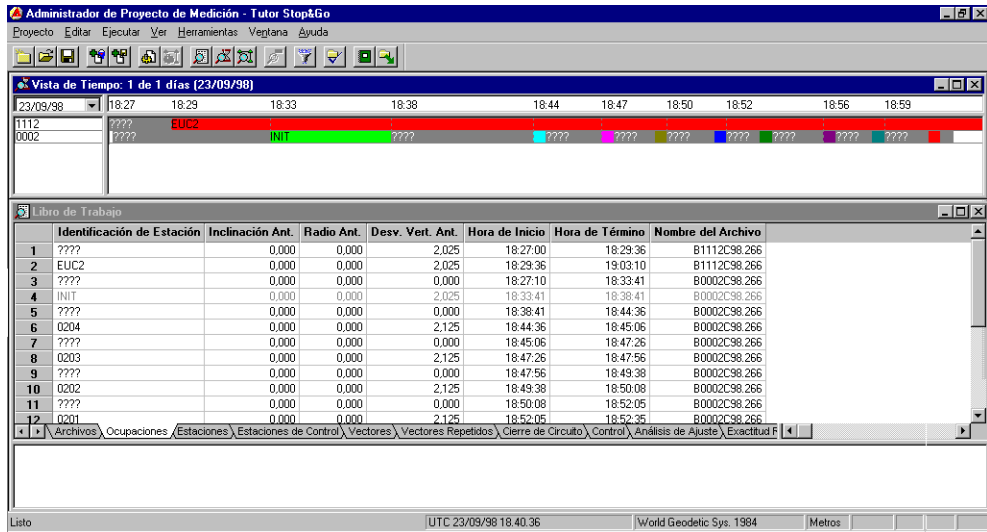 Administrador de Proyecto de Medición - Tutor Stop&Go
Proyecto Editar Ejecutar Ver Herramientas Ventana Ayuda
Vista de Tiempo: 1 de 1 días (23/09/98)
23/09/98 18:27 18:29 18:33 18:38 18:44 18:47 18:50 18:52 18:56 18:59
1112 ???? EUC2
0002 ???? INIT ???? ???? ???? ???? ???? ???? ???? ????
Libro de Trabajo
Identificación de Estación Inclinación Ant. Radio Ant. Desv. Vert. Ant. Hora de Inicio Hora de Término Nombre del Archivo
1 ???? 0,000 0,000 2,025 18:27:00 18:29:36 B1112C98.266
2 EUC2 0,000 0,000 2,025 18:29:36 19:03:10 B1112C98.266
3 ???? 0,000 0,000 0,000 18:27:10 18:33:41 B0002C98.266
4 INIT 0,000 0,000 2,025 18:33:41 18:38:41 B0002C98.266
5 ???? 0,000 0,000 0,000 18:38:41 18:44:36 B0002C98.266
6 0204 0,000 0,000 2,125 18:44:36 18:45:06 B0002C98.266
7 ???? 0,000 0,000 0,000 18:45:06 18:47:26 B0002C98.266
8 0203 0,000 0,000 2,125 18:47:26 18:47:56 B0002C98.266
9 ???? 0,000 0,000 0,000 18:47:56 18:49:38 B0002C98.266
10 0202 0,000 0,000 2,125 18:49:38 18:50:08 B0002C98.266
11 ???? 0,000 0,000 0,000 18:50:08 18:52:05 B0002C98.266
12 0201 0,000 0,000 2,125 18:52:05 18:52:35 B0002C98.266
Archivos Ocupaciones Estaciones Estaciones de Control Vectores Vectores Repetidos Cierre de Circuito Control Análisis de Ajuste Exactitud F
Listo UTC 23/09/98 18.40.36 World Geodetic Sys. 1984 Metros